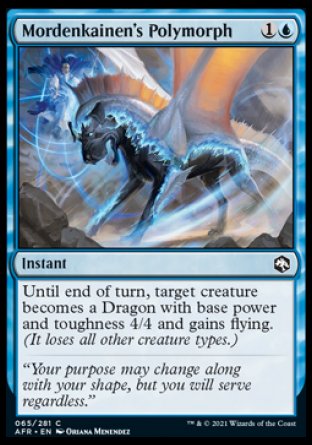 Mordenkainen's Polymorph 1
Instant
Until end of turn, target creature
becomes a Dragon with base power
and toughness 4/4 and gains flying.
(It loses all other creature types.)
"Your purpose may change along
with your shape, but you will serve
regardless."
065/281 C
AFR • EN Oriana Menendez
™ & © 2021 Wizards of the Coast